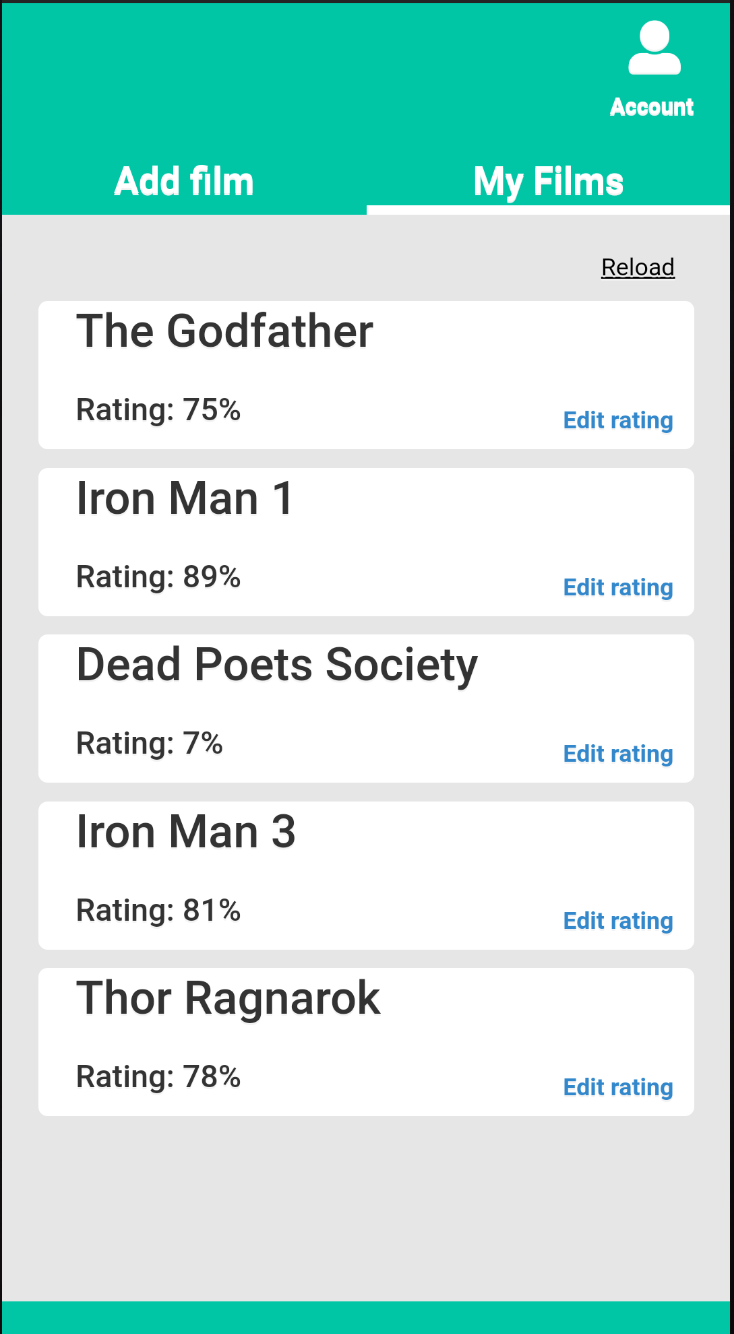 Account
Add film
My Films
Reload
The Godfather
Rating: 75%
Edit rating
Iron Man 1
Rating: 89%
Edit rating
Dead Poets Society
Rating: 7%
Edit rating
Iron Man 3
Rating: 81%
Edit rating
Thor Ragnarok
Rating: 78%
Edit rating